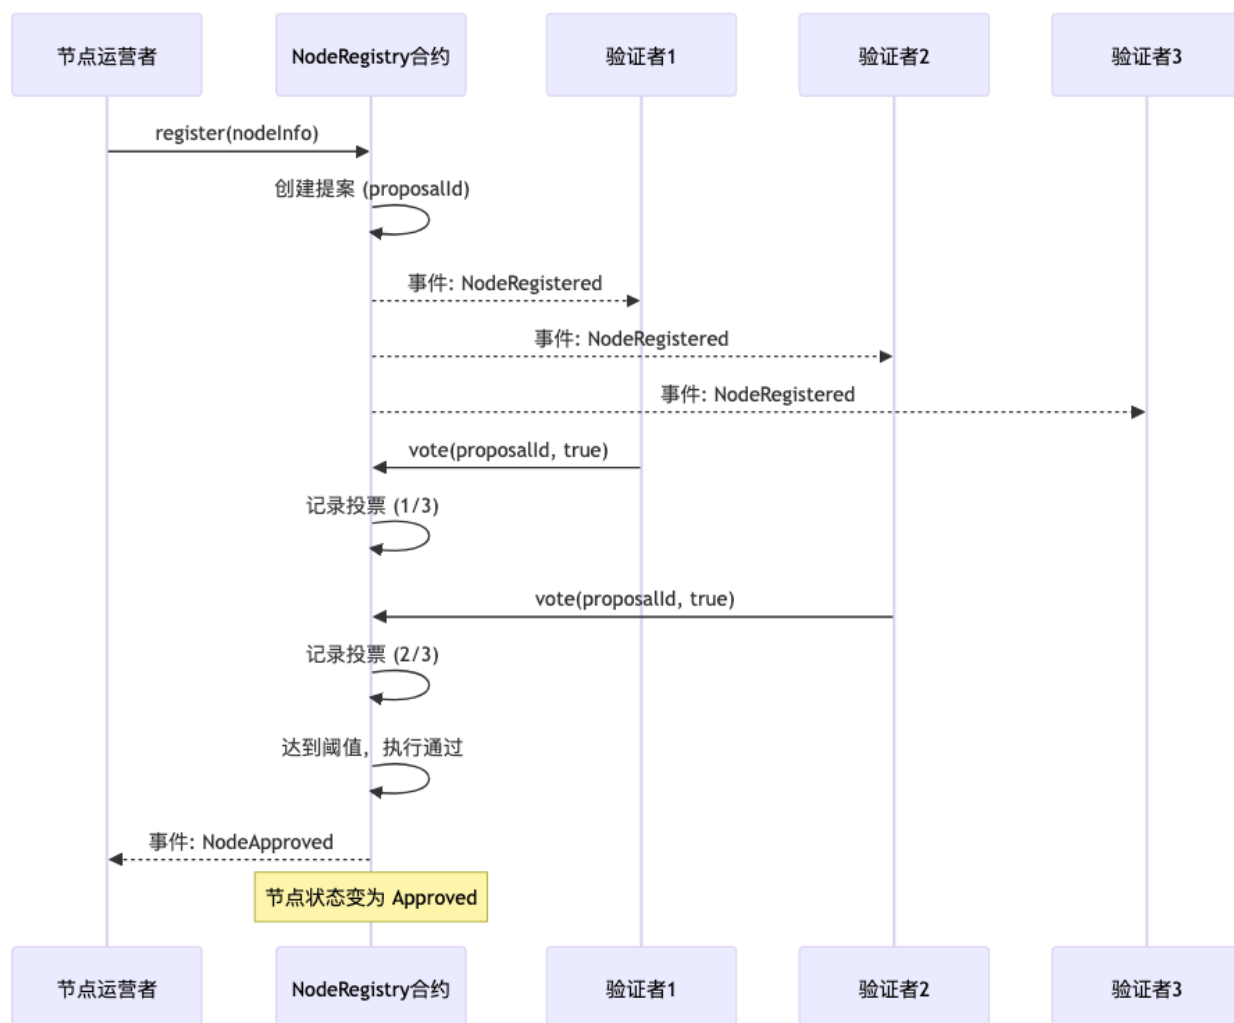 节点运营者
NodeRegistry合约
验证者1
验证者2
验证者3
register(nodeInfo)
创建提案 (proposalId)
事件: NodeRegistered
事件: NodeRegistered
事件: NodeRegistered
vote(proposalId, true)
记录投票 (1/3)
vote(proposalId, true)
记录投票 (2/3)
达到阈值，执行通过
事件: NodeApproved
节点状态变为 Approved
节点运营者
NodeRegistry合约
验证者1
验证者2
验证者3